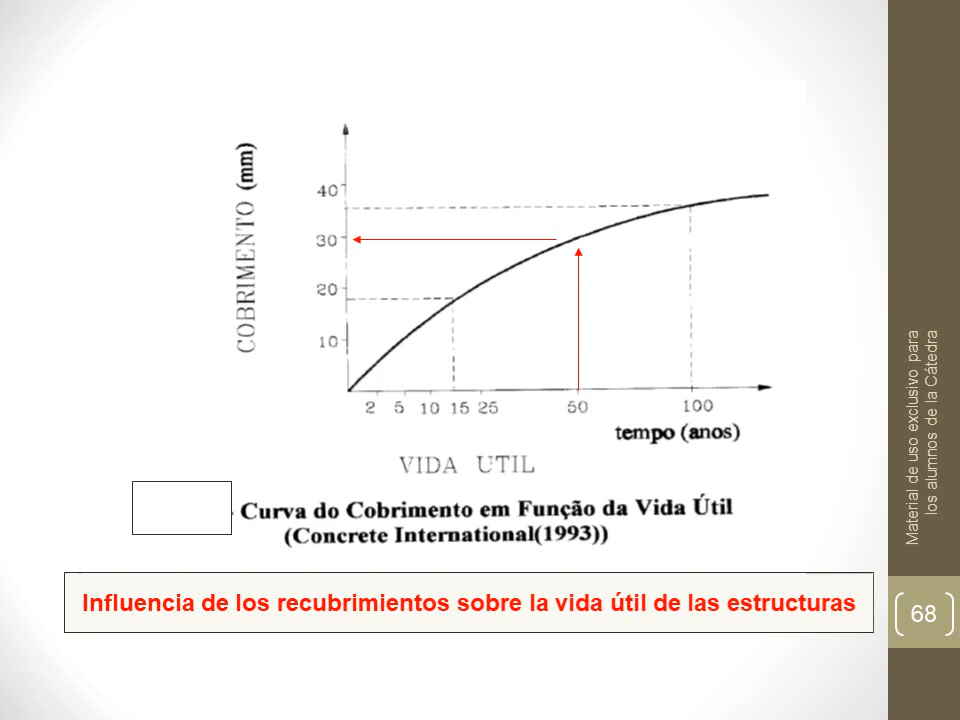 COBRIMENTO (mm)
40
30
20
10
2 5 10 15 25 50 100
tempo (anos)
VIDA UTIL
Curva do Cobrimento em Função da Vida Útil
(Concrete International(1993))
Influencia de los recubrimientos sobre la vida útil de las estructuras
Material de uso exclusivo para
los alumnos de la Cátedra
68